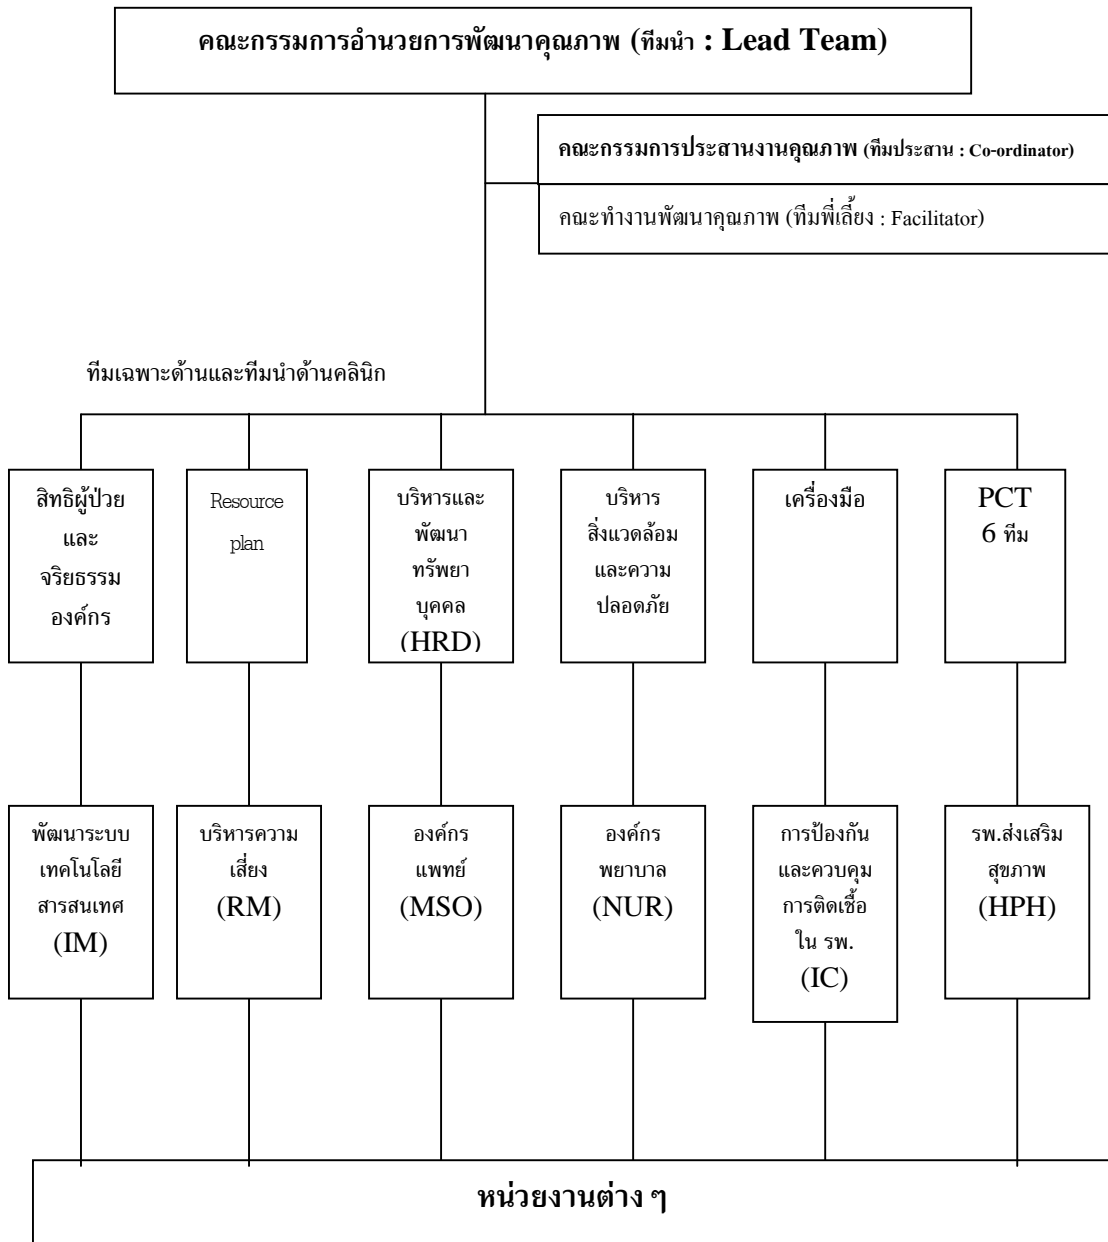 คณะกรรมการอำนวยการพัฒนาคุณภาพ (ทีมนำ : Lead Team)
คณะกรรมการประสานงานคุณภาพ (ทีมประสาน : Co-ordinator)
คณะทำงานพัฒนาคุณภาพ (ทีมพี่เลี้ยง : Facilitator)
ทีมเฉพาะด้านและทีมนำด้านคลินิก
สิทธิผู้ป่วย
และ
จริยธรรม
องค์กร
Resource
plan
บริหารและ
พัฒนา
ทรัพยา
บุคคล
(HRD)
บริหาร
สิ่งแวดล้อม
และความ
ปลอดภัย
เครื่องมือ
PCT
6 ทีม
พัฒนาระบบ
เทคโนโลยี
สารสนเทศ
(IM)
บริหารความ
เสี่ยง
(RM)
องค์กร
แพทย์
(MSO)
องค์กร
พยาบาล
(NUR)
การป้องกัน
และควบคุม
การติดเชื้อ
ใน รพ.
(IC)
รพ.ส่งเสริม
สุขภาพ
(HPH)
หน่วยงานต่าง ๆ